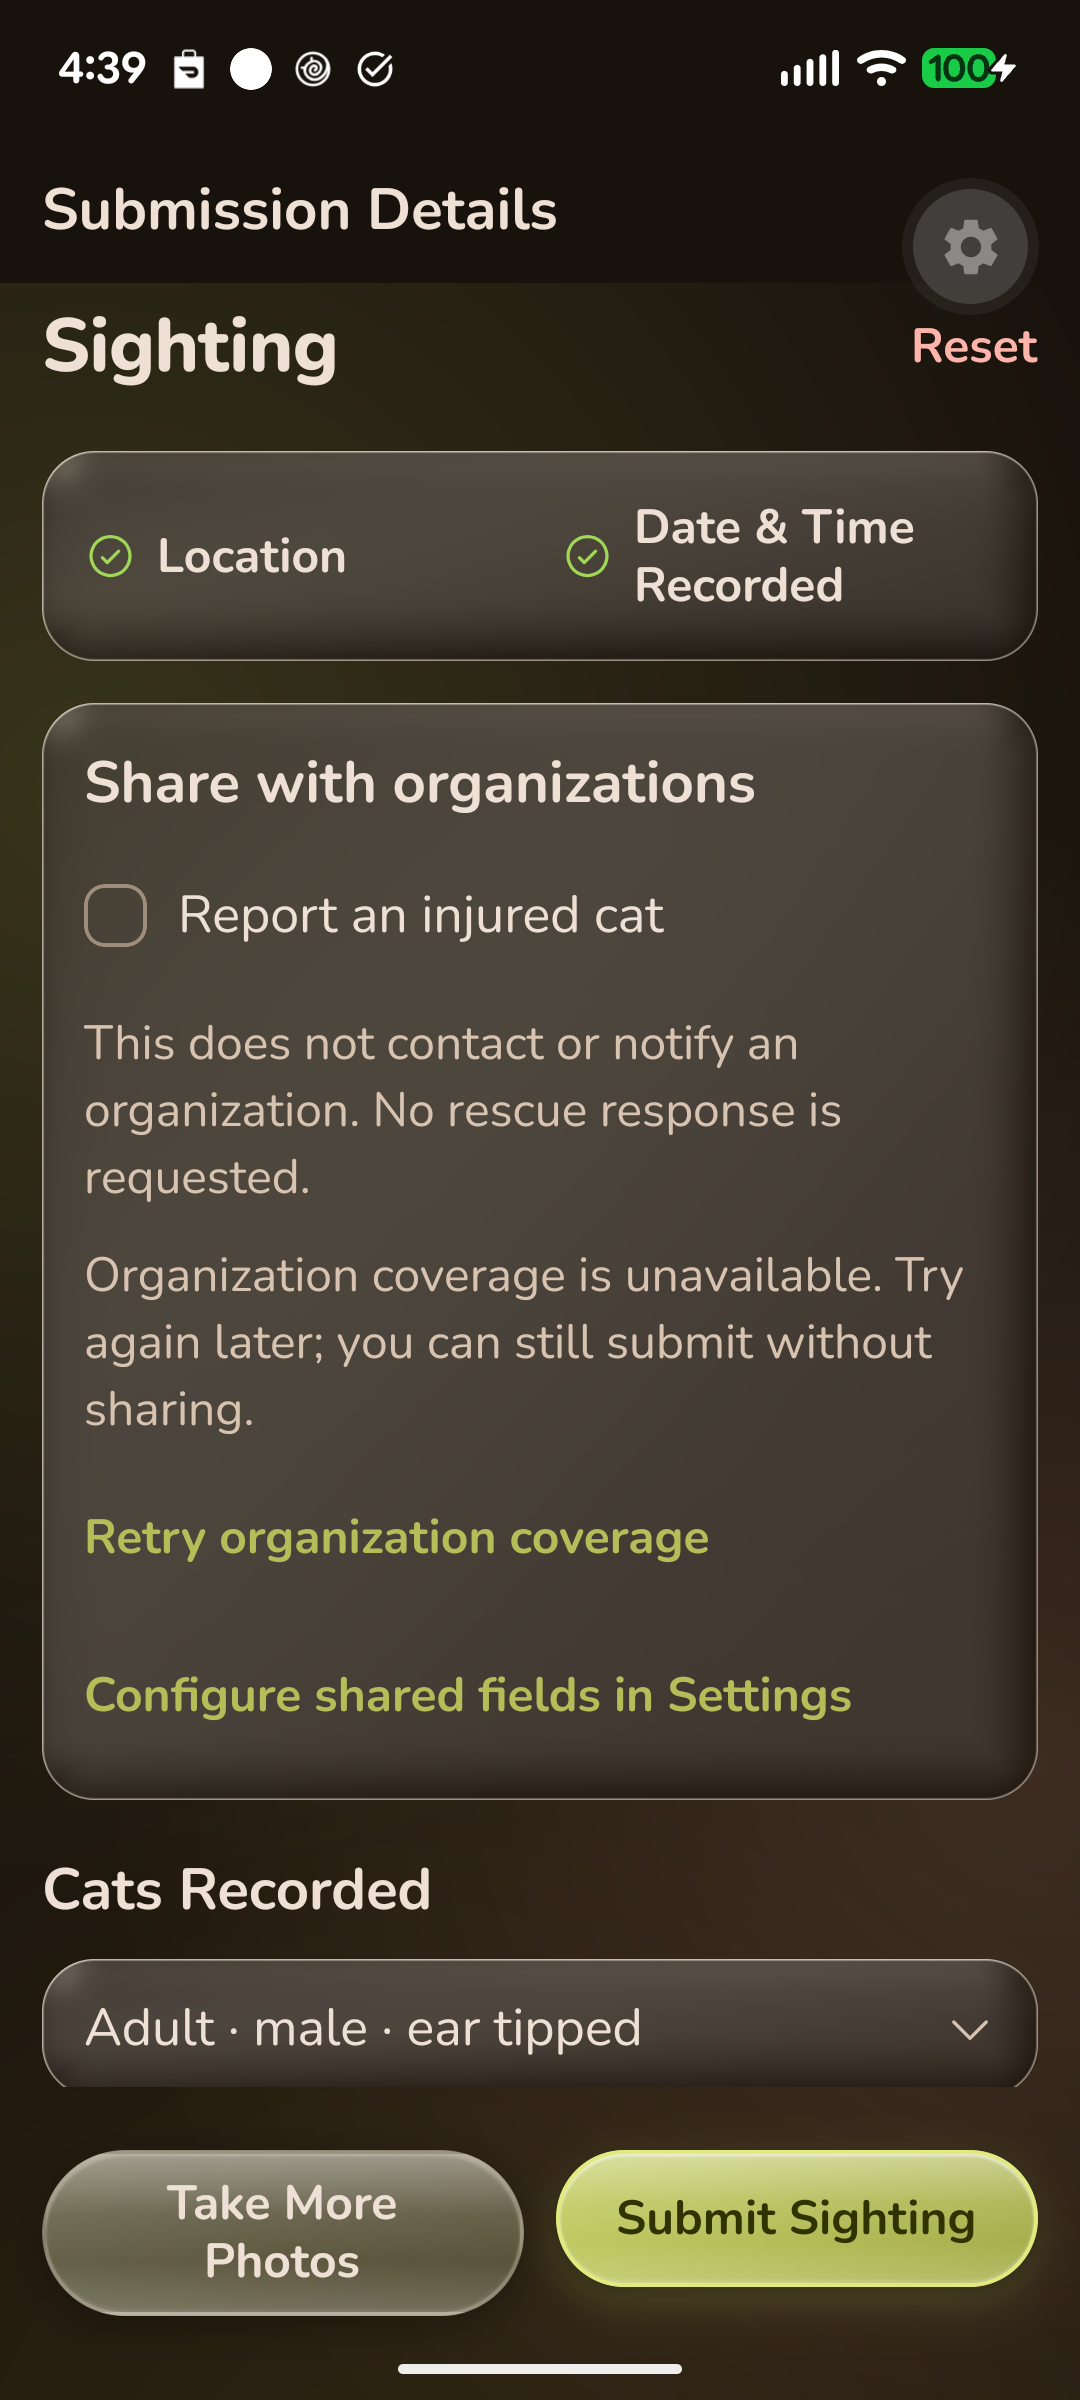 4:39
100
Submission Details
Sighting
Reset
Location
Date & Time
Recorded
Share with organizations
Report an injured cat
This does not contact or notify an
organization. No rescue response is
requested.
Organization coverage is unavailable. Try
again later; you can still submit without
sharing.
Retry organization coverage
Configure shared fields in Settings
Cats Recorded
Adult · male · ear tipped
Take More
Photos
Submit Sighting